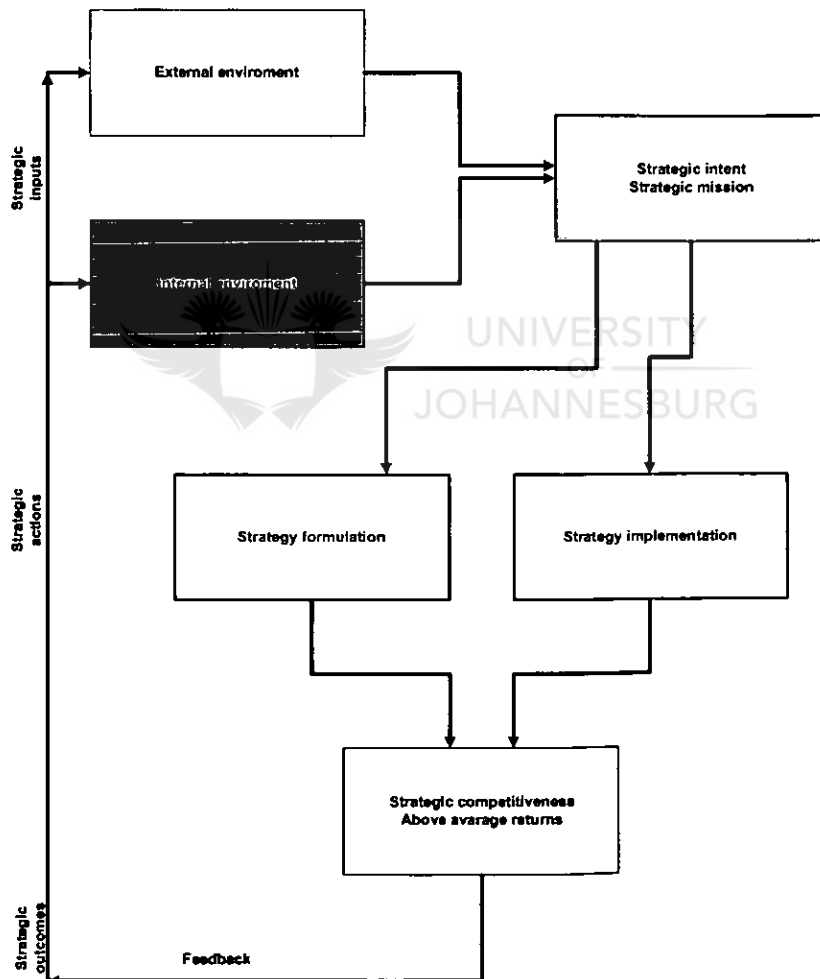 External enviroment
Strategic
inputs
Strategic intent
Strategic mission
Internal enviroment
UNIVERSITY
OF
JOHANNESBURG
Strategic
actions
Strategy formulation
Strategy implementation
Strategic competitiveness
Above avarage returns
Strategic
outcomes
Feedback